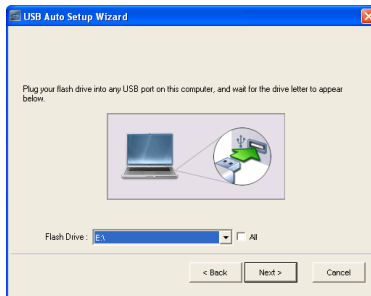 USB Auto Setup Wizard
Plug your flash drive into any USB port on this computer, and wait for the drive letter to appear
below.
Flash Drive : E:\ All
< Back Next > Cancel